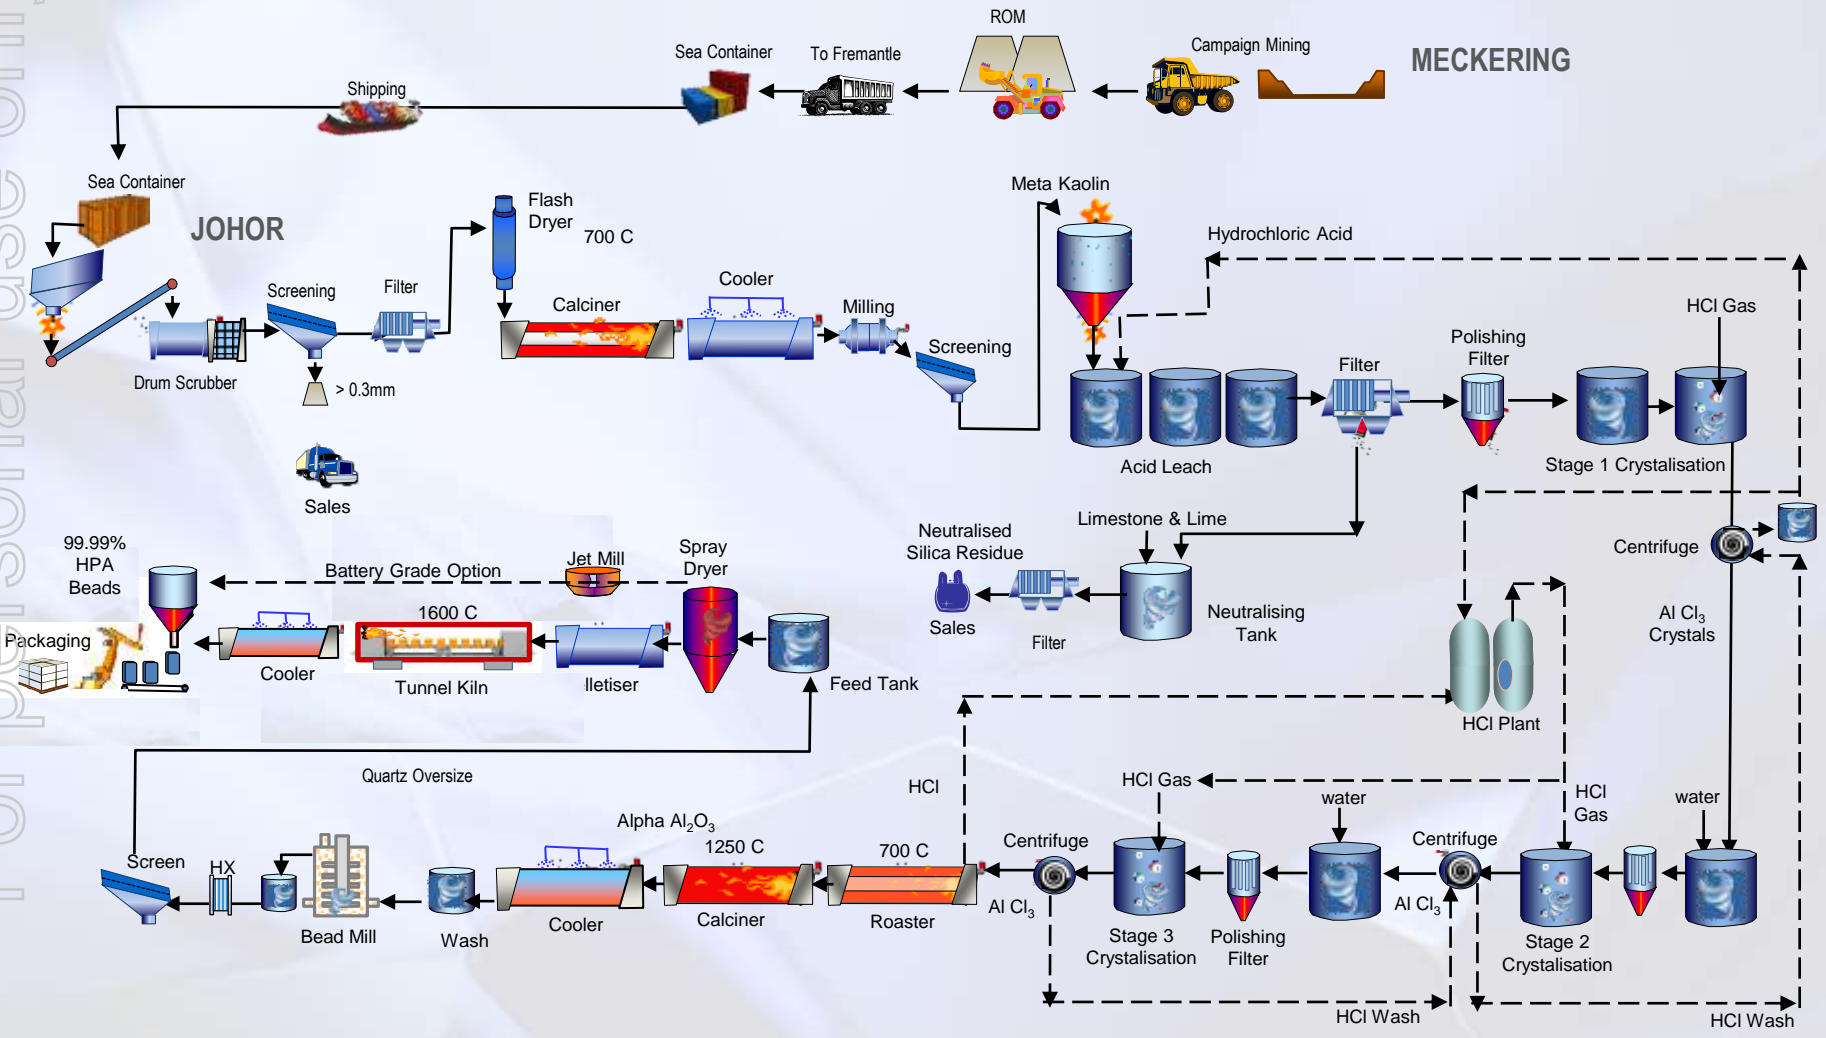 For personal use only
ROM
Campaign Mining
MECKERING
Sea Container
To Fremantle
Shipping
Sea Container
JOHOR
Flash
Dryer
700 C
Meta Kaolin
Hydrochloric Acid
Screening
Filter
Calciner
Cooler
Milling
Screening
HCl Gas
Polishing
Filter
Filter
Drum Scrubber
> 0.3mm
Acid Leach
Stage 1 Crystalisation
Sales
Limestone & Lime
Neutralised
Silica Residue
Centrifuge
99.99%
HPA
Beads
Battery Grade Option
Jet Mill
Spray
Dryer
1600 C
Sales
Filter
Neutralising
Tank
Al Cl3
Crystals
Packaging
Cooler
Tunnel Kiln
lletiser
Feed Tank
HCl Plant
Quartz Oversize
HCl
HCl Gas
HCl
Gas
water
water
Alpha Al2O3
1250 C
700 C
Centrifuge
Centrifuge
Screen
HX
Bead Mill
Wash
Cooler
Calciner
Roaster
Al Cl3
Stage 3
Crystalisation
Polishing
Filter
Al Cl3
Stage 2
Crystalisation
HCl Wash
HCl Wash